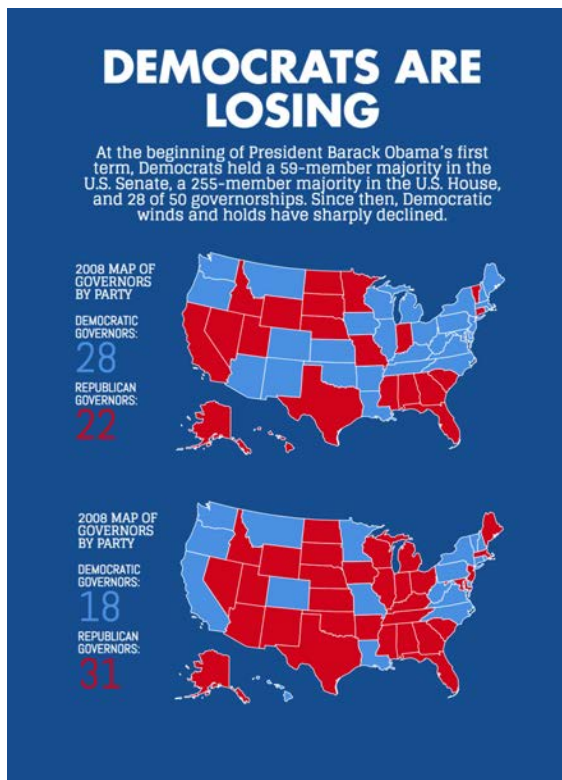 DEMOCRATS ARE
LOSING
At the beginning of President Barack Obama's first
term, Democrats held a 59-member majority in the
U.S. Senate, a 255-member majority in the U.S. House,
and 28 of 50 governorships. Since then, Democratic
winds and holds have sharply declined.
2008 MAP OF
GOVERNORS
BY PARTY
DEMOCRATIC
GOVERNORS:
28
REPUBLICAN
GOVERNORS:
22
2008 MAP OF
GOVERNORS
BY PARTY
DEMOCRATIC
GOVERNORS:
18
REPUBLICAN
GOVERNORS:
31